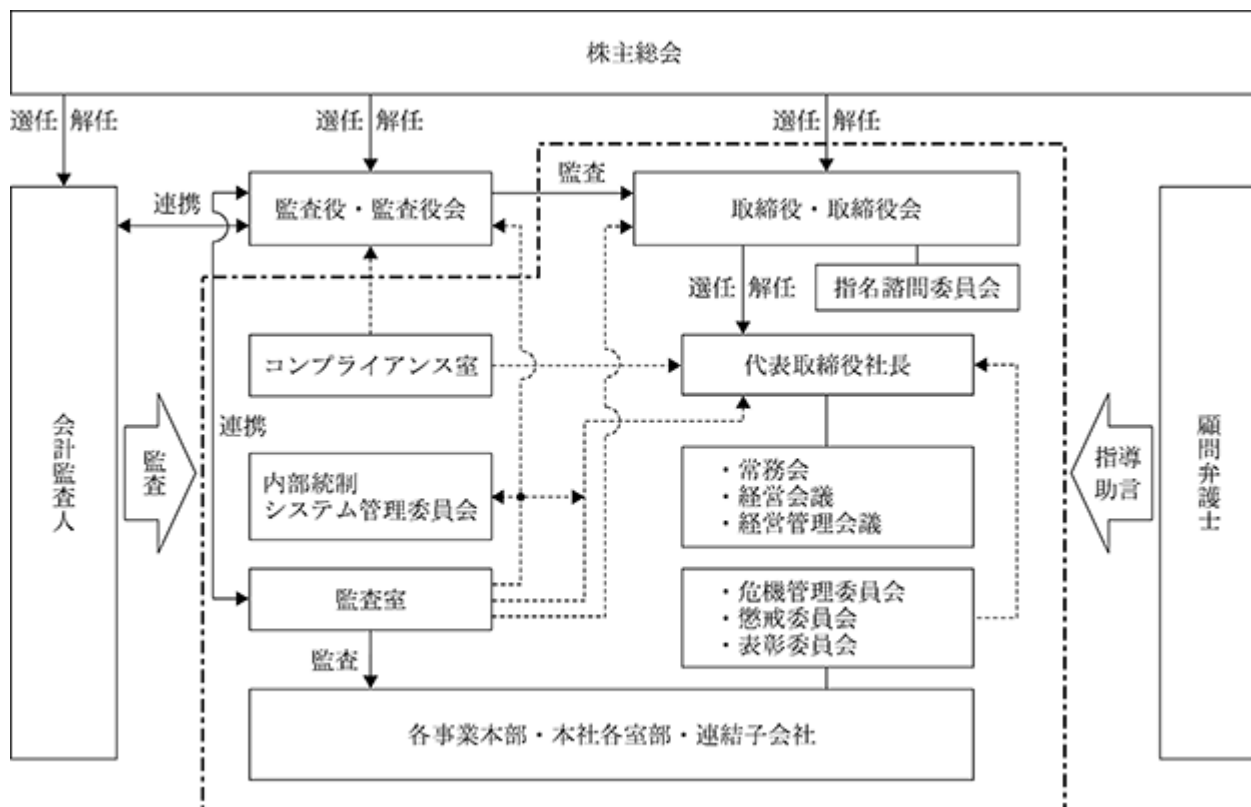 株主総会
選任 解任
選任 解任
選任 解任
監査
連携
監査役・監査役会
取締役・取締役会
選任 解任
指名諮問委員会
コンプライアンス室
代表取締役社長
会計監査人
監査
連携
内部統制
システム管理委員会
・常務会
・経営会議
・経営管理会議
指導
助言
顧問弁護士
監査室
・危機管理委員会
・懲戒委員会
・表彰委員会
監査
各事業本部・本社各室部・連結子会社